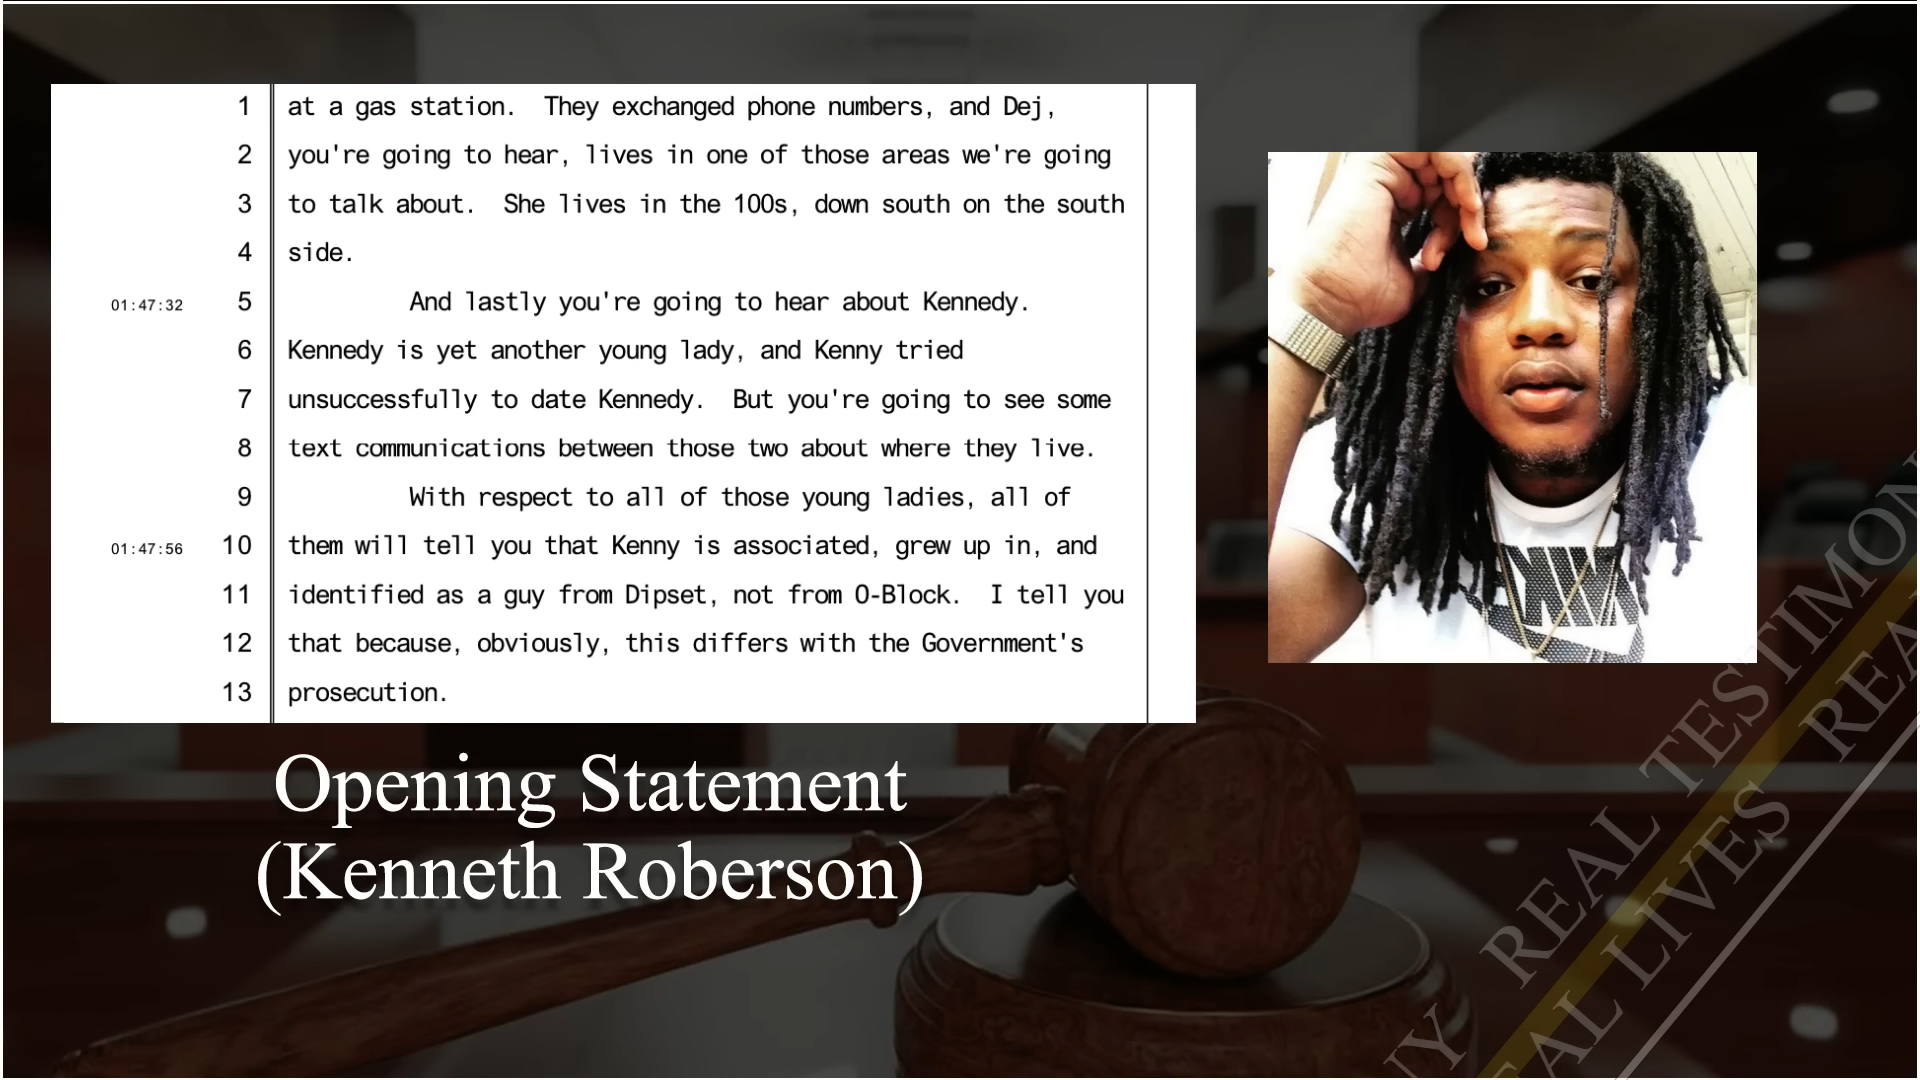 1 at a gas station.  They exchanged phone numbers, and Dej,
2 you're going to hear, lives in one of those areas we're going
3 to talk about.  She lives in the 100s, down south on the south
4 side.
01:47:32 5 And lastly you're going to hear about Kennedy.
6 Kennedy is yet another young lady, and Kenny tried
7 unsuccessfully to date Kennedy.  But you're going to see some
8 text communications between those two about where they live.
9 With respect to all of those young ladies, all of
01:47:56 10 them will tell you that Kenny is associated, grew up in, and
11 identified as a guy from Dipset, not from O-Block.  I tell you
12 that because, obviously, this differs with the Government's
13 prosecution.
Opening Statement
(Kenneth Roberson)
REAL TESTIMON
REAL LIVES